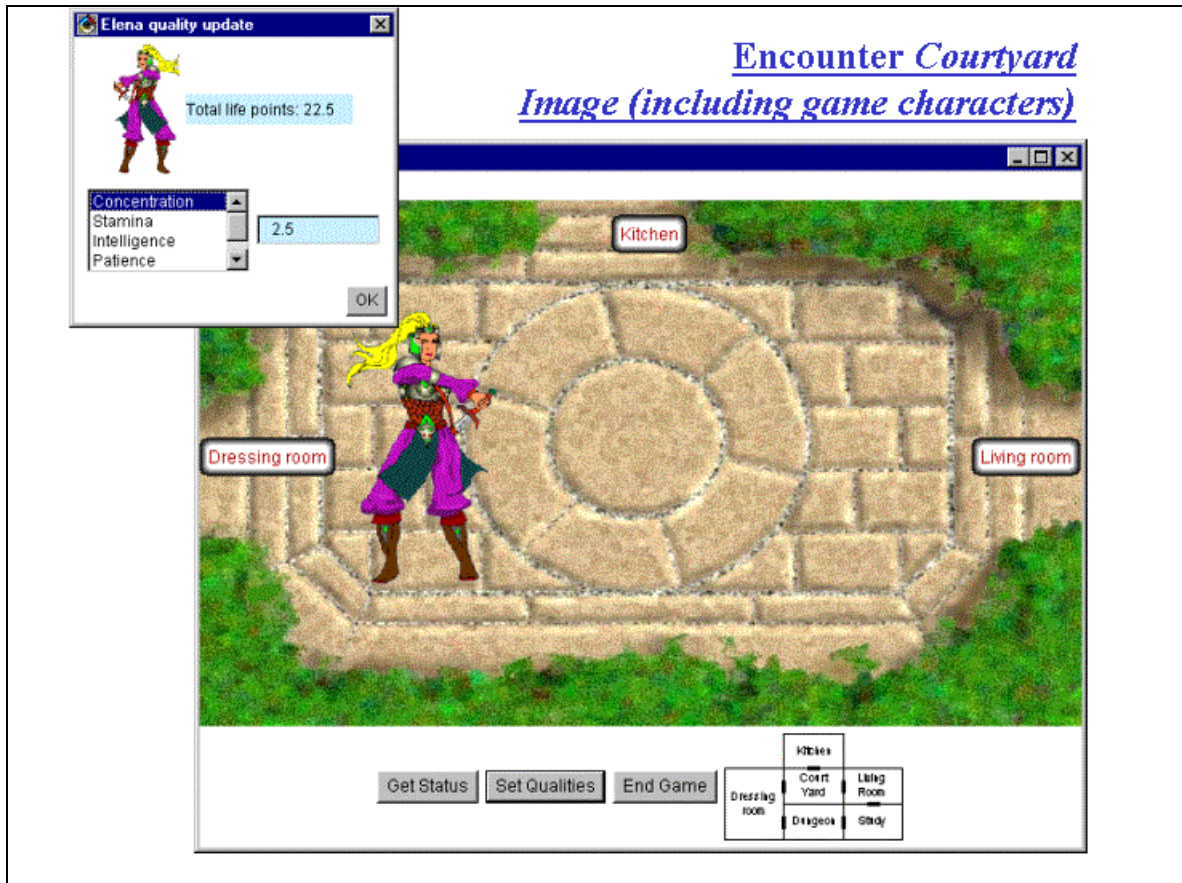 Elena quality update
Encounter Courtyard
Image (including game characters)
Total life points: 22.5
Concentration
Stamina
Intelligence
Patience
2.5
OK
Kitchen
Dressing room
Living room
Get Status
Set Qualities
End Game
Kitchen
Dressing
room
Court
Yard
Living
Room
Dungeon
Study